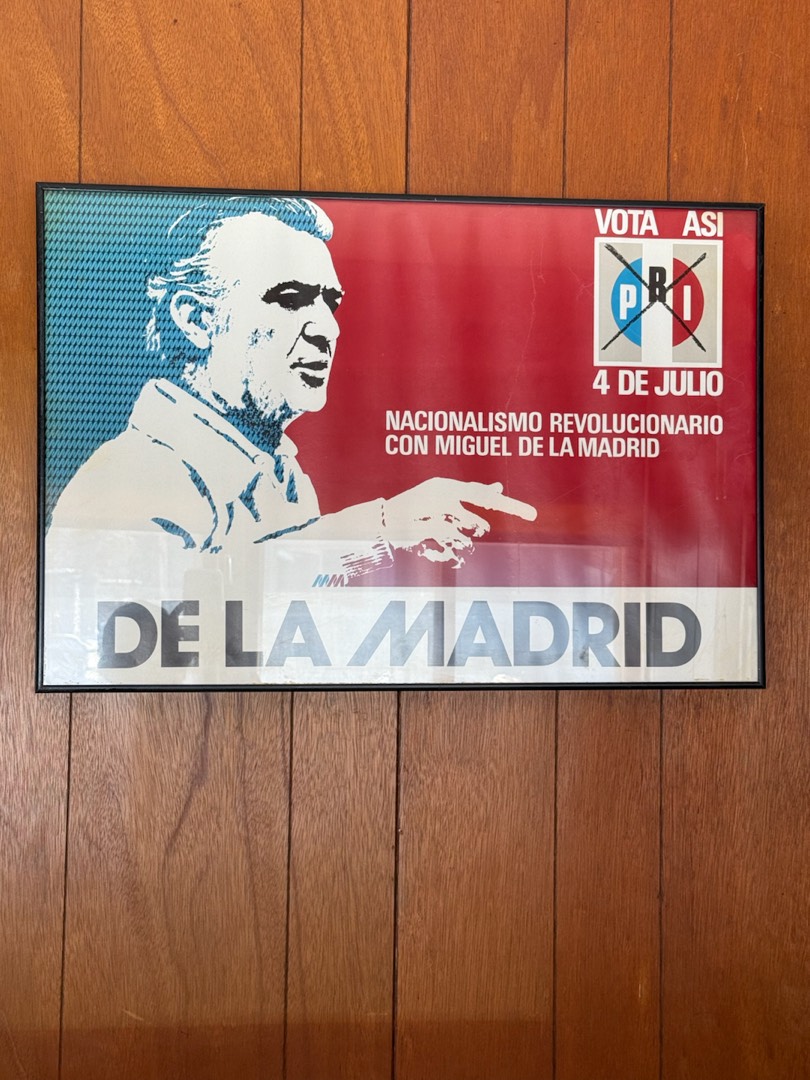 VOTA ASI
PRI
4 DE JULIO
NACIONALISMO REVOLUCIONARIO
CON MIGUEL DE LA MADRID
MM
DE LA MADRID